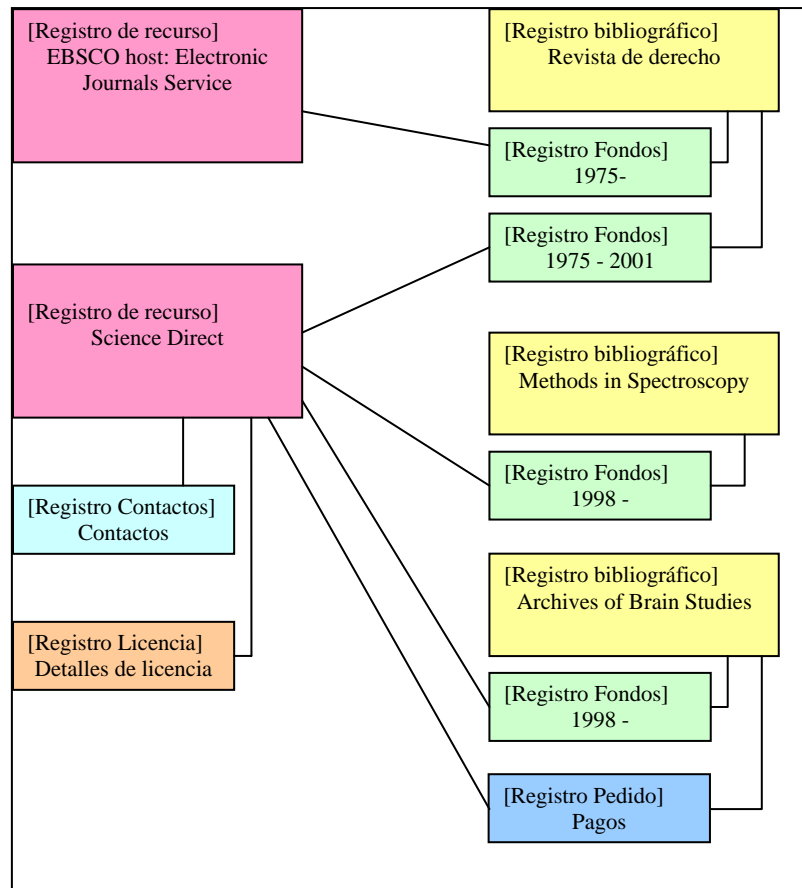 [Registro de recurso]
EBSCO host: Electronic
Journals Service
[Registro bibliográfico]
Revista de derecho
[Registro Fondos]
1975-
[Registro Fondos]
1975 - 2001
[Registro de recurso]
Science Direct
[Registro bibliográfico]
Methods in Spectroscopy
[Registro Fondos]
1998 -
[Registro Contactos]
Contactos
[Registro bibliográfico]
Archives of Brain Studies
[Registro Licencia]
Detalles de licencia
[Registro Fondos]
1998 -
[Registro Pedido]
Pagos